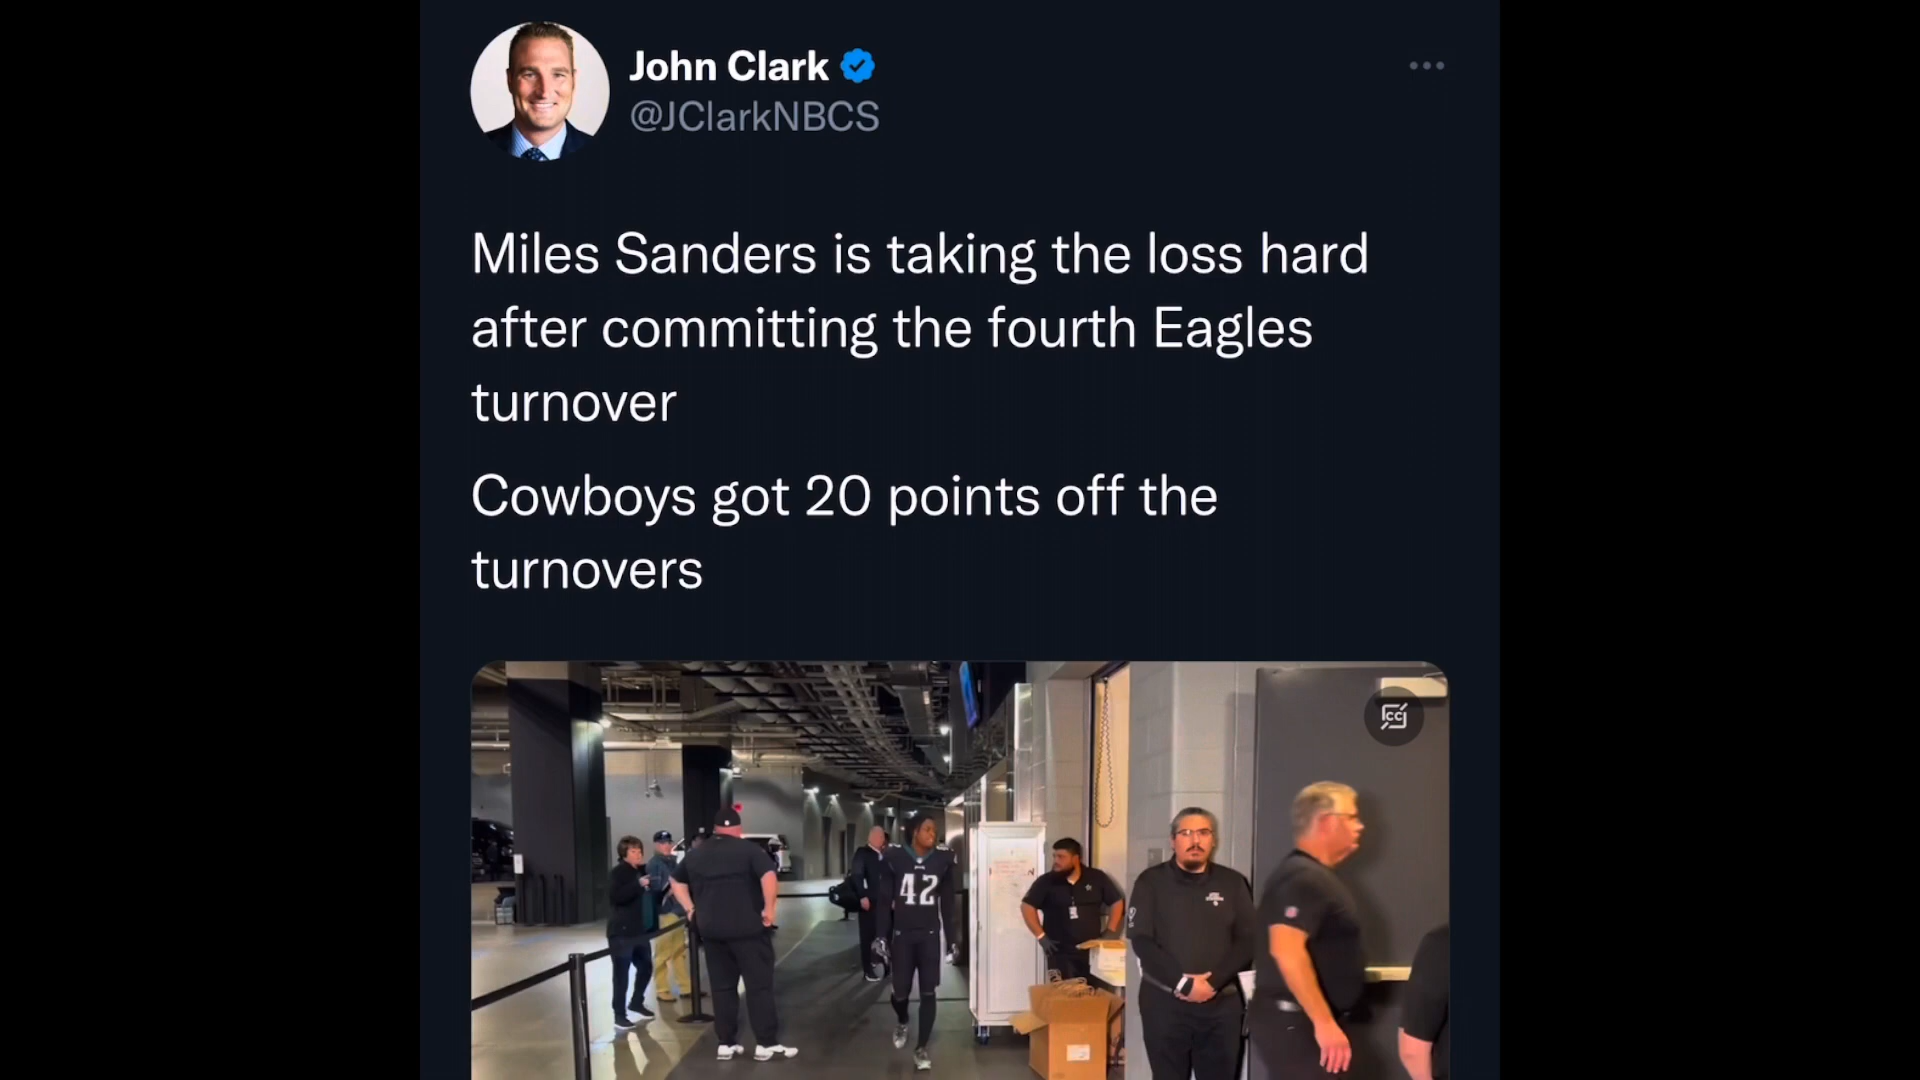 John Clark
@JClarkNBCS
Miles Sanders is taking the loss hard
after committing the fourth Eagles
turnover
Cowboys got 20 points off the
turnovers
CC
42